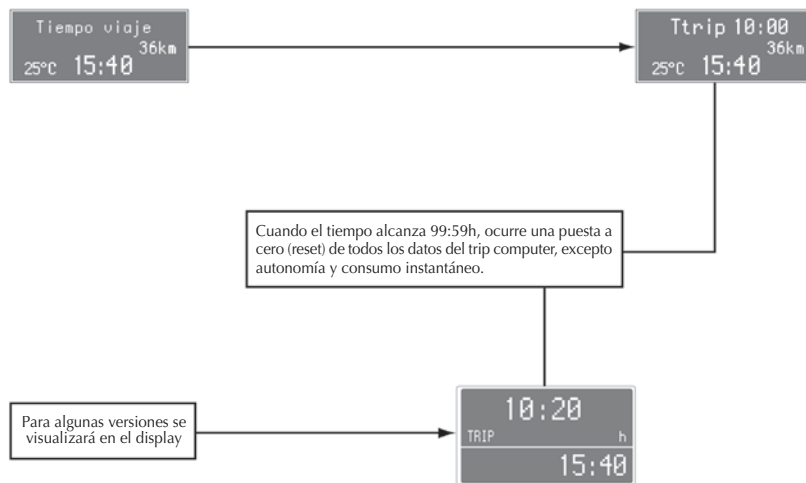 Tiempo viaje
36km
25°C 15:40
Ttrip 10:00
36km
25°C 15:40
Cuando el tiempo alcanza 99:59h, ocurre una puesta a
cero (reset) de todos los datos del trip computer, excepto
autonomía y consumo instantáneo.
Para algunas versiones se
visualizará en el display
10:20
TRIP h
15:40